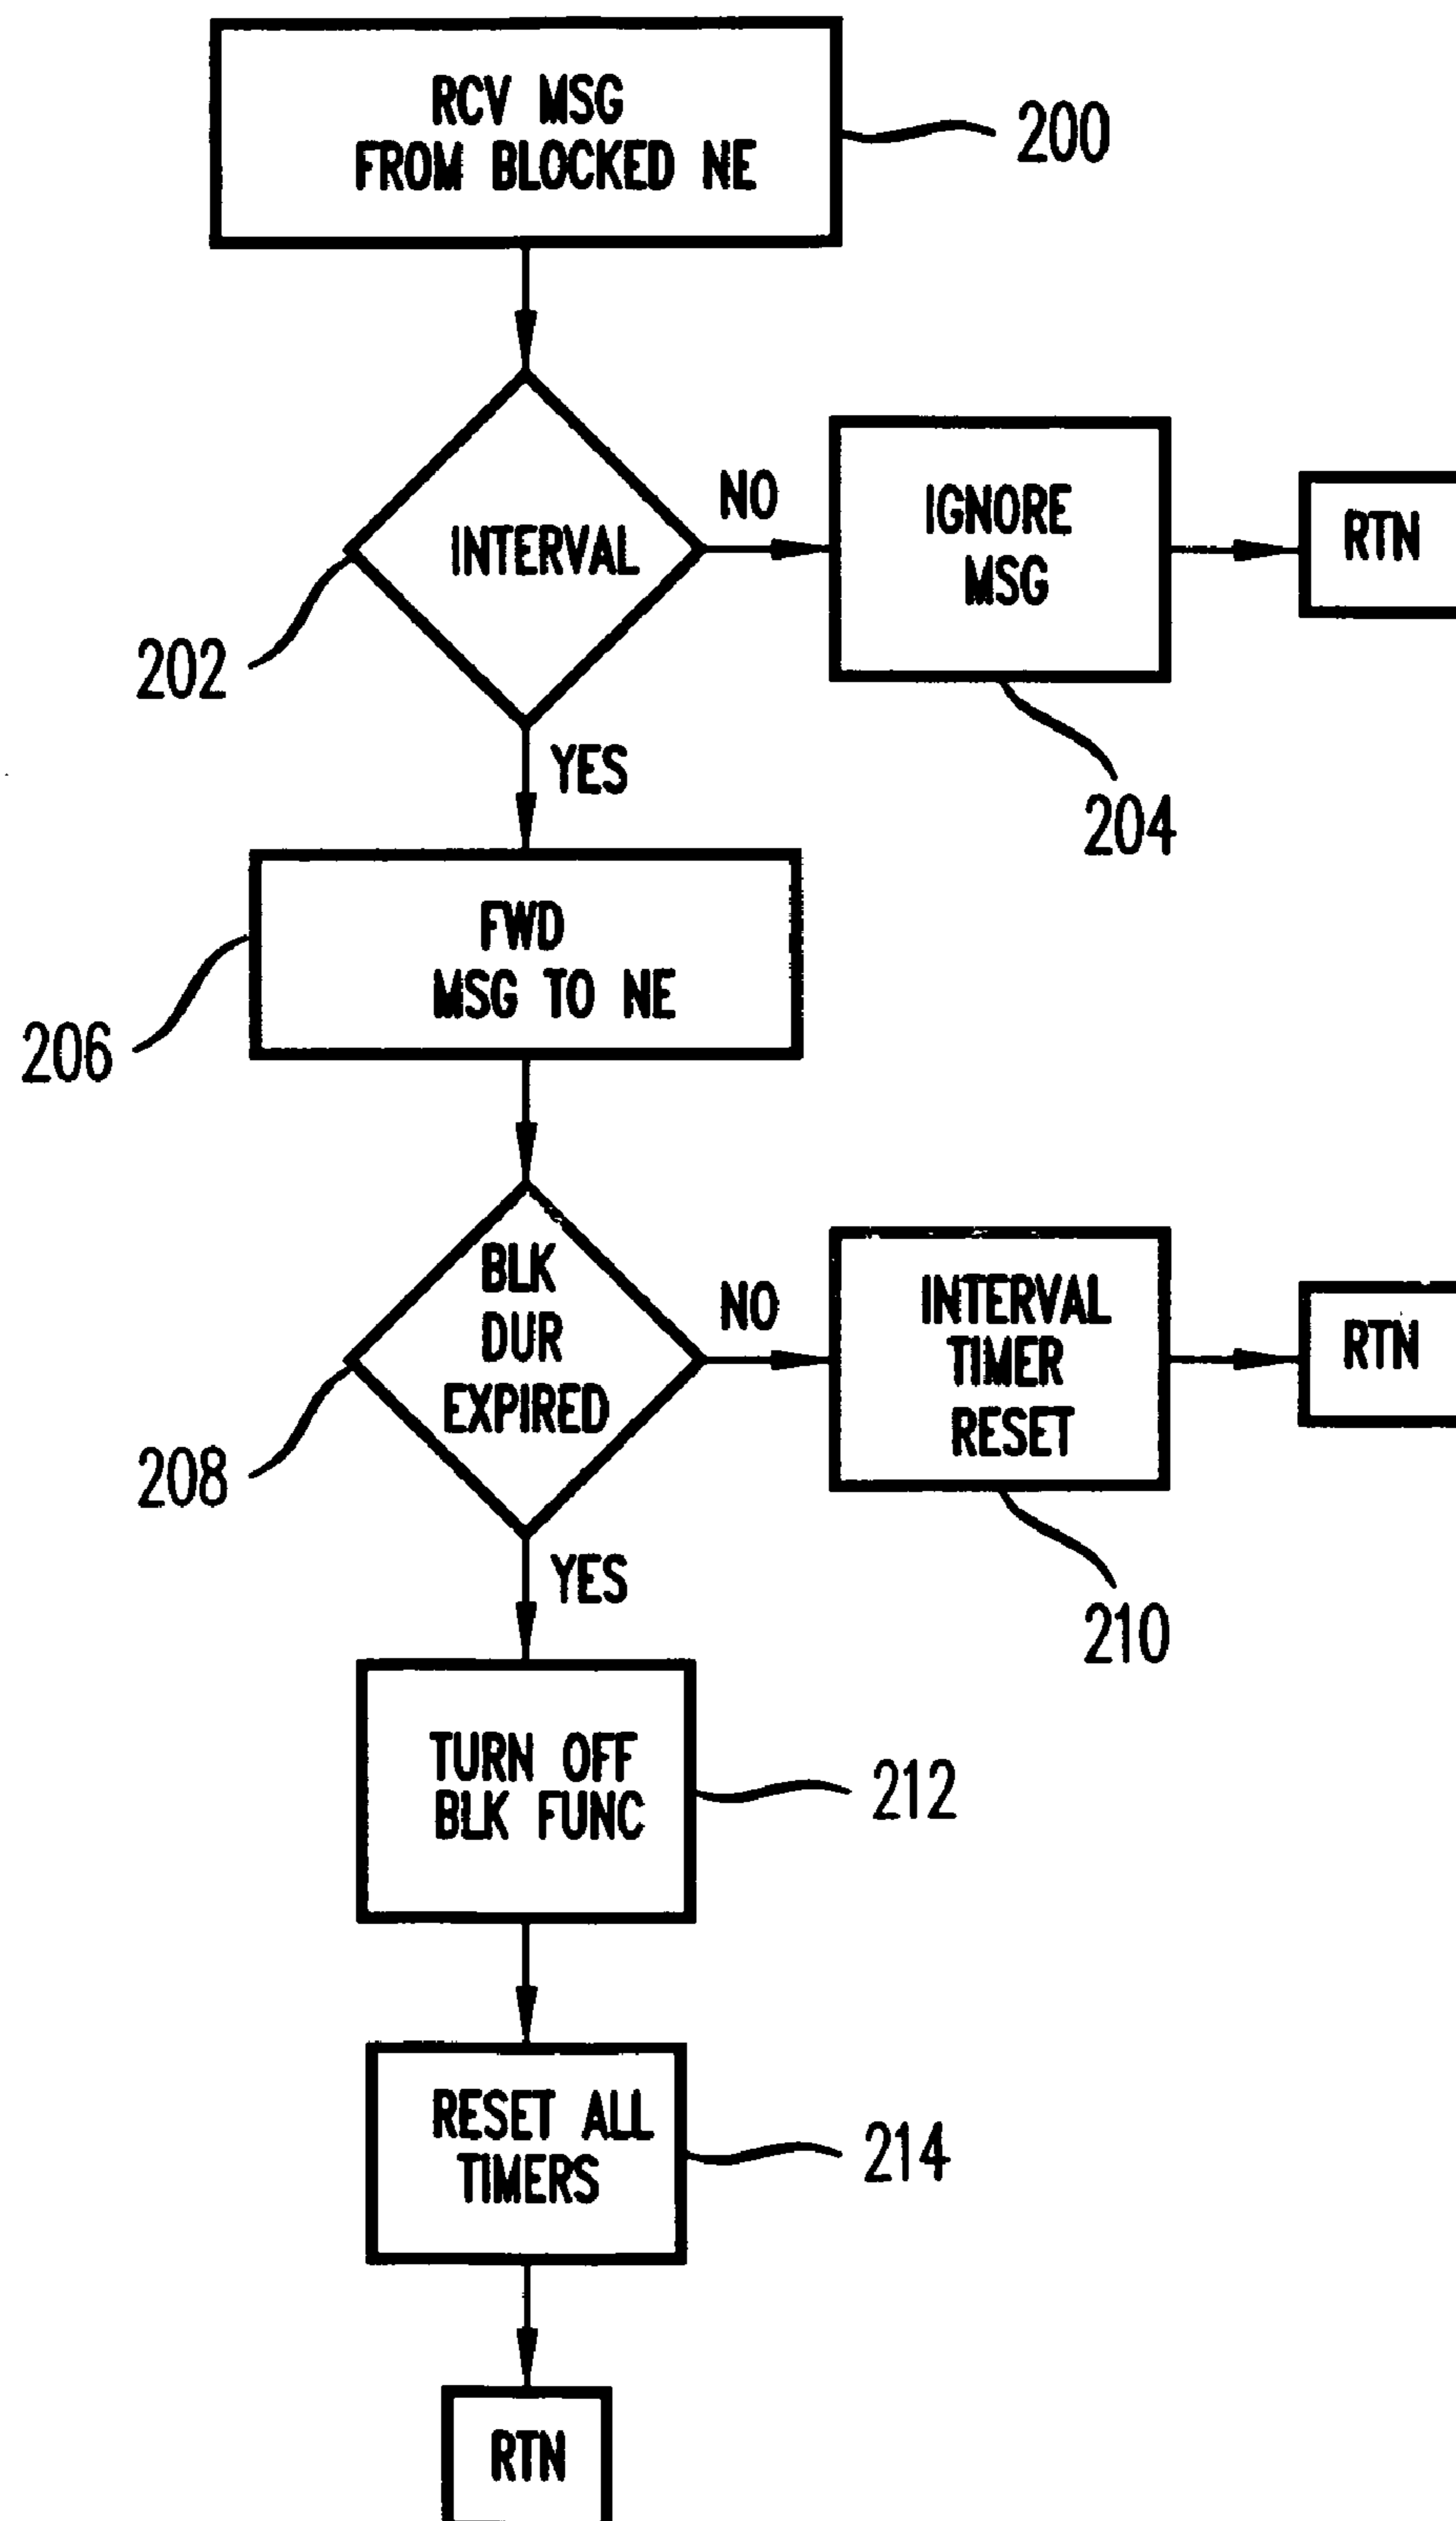 RCV MSG
FROM BLOCKED NE
200
INTERVAL
NO
IGNORE
MSG
RTN
202
204
YES
FWD
MSG TO NE
206
BLK
DUR
EXPIRED
NO
INTERVAL
TIMER
RESET
RTN
208
210
YES
TURN OFF
BLK FUNC
212
RESET ALL
TIMERS
214
RTN